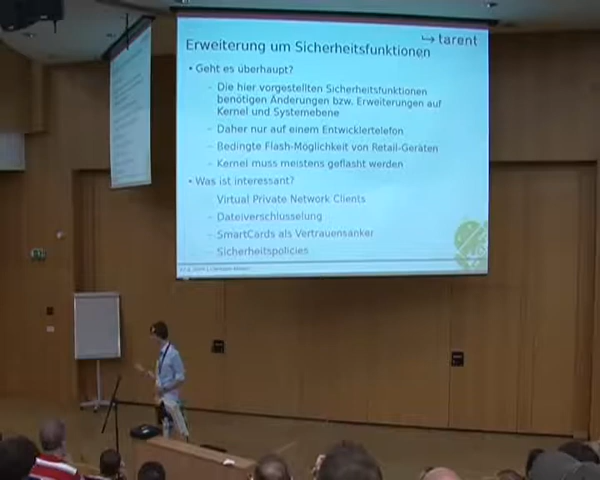 tarent
Erweiterung um Sicherheitsfunktionen
• Geht es überhaupt?
– Die hier vorgestellten Sicherheitsfunktionen
benötigen Änderungen bzw. Erweiterungen auf
Kernel und Systemebene
– Daher nur auf einem Entwicklertelefon
– Bedingte Flash-Möglichkeit von Retail-Geräten
– Kernel muss meistens geflasht werden
• Was ist interessant?
– Virtual Private Network Clients
– Dateiverschlüsselung
– SmartCards als Vertrauensanker
– Sicherheitspolicies